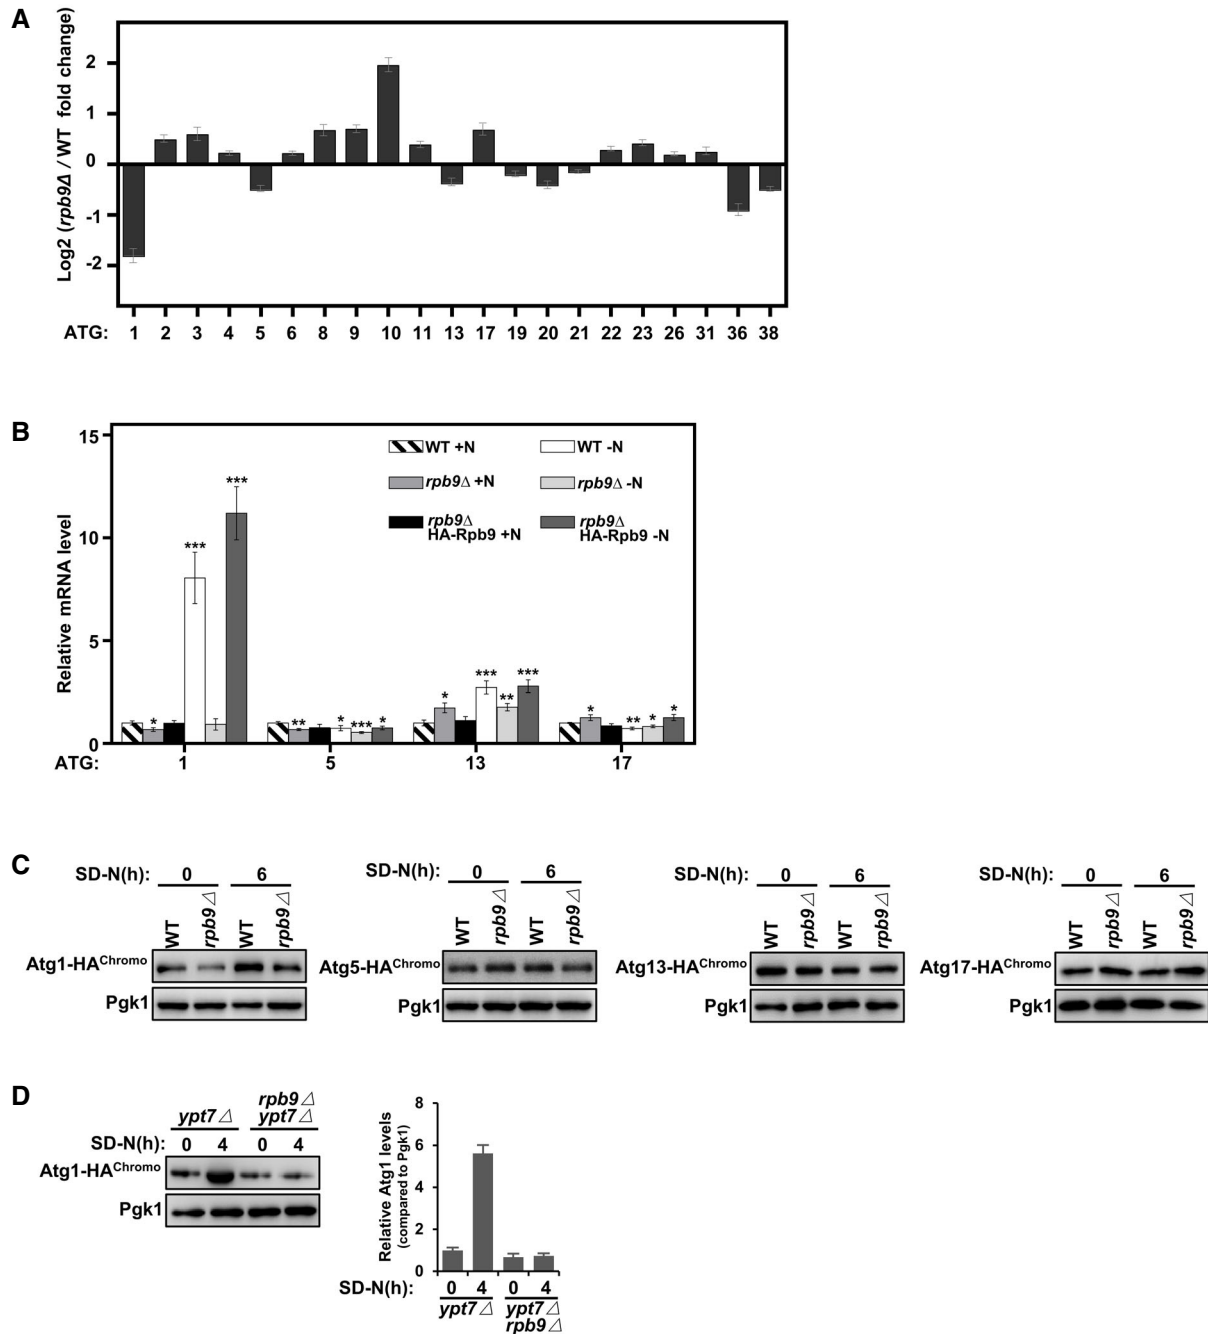 A
Log2 (rpb9Δ / WT fold change)
2
1
0
-1
-2
ATG: 1 2 3 4 5 6 8 9 10 11 13 17 19 20 21 22 23 26 31 36 38
B
Relative mRNA level
15
10
5
0
WT +N
WT -N
rpb9Δ +N
rpb9Δ -N
rpb9Δ
HA-Rpb9 +N
rpb9Δ
HA-Rpb9 -N
* *** ***
** * *** *
* *** ** ***
* ** * *
ATG: 1 5 13 17
C
SD-N(h): 0 6
WT rpb9Δ WT rpb9Δ
Atg1-HAChromo
Pgk1
SD-N(h): 0 6
WT rpb9Δ WT rpb9Δ
Atg5-HAChromo
Pgk1
SD-N(h): 0 6
WT rpb9Δ WT rpb9Δ
Atg13-HAChromo
Pgk1
SD-N(h): 0 6
WT rpb9Δ WT rpb9Δ
Atg17-HAChromo
Pgk1
D
rpb9Δ
ypt7Δ ypt7Δ
SD-N(h): 0 4 0 4
Atg1-HAChromo
Pgk1
Relative Atg1 levels
(compared to Pgk1)
8
6
4
2
0
SD-N(h): 0 4 0 4
ypt7Δ ypt7Δ
rpb9Δ